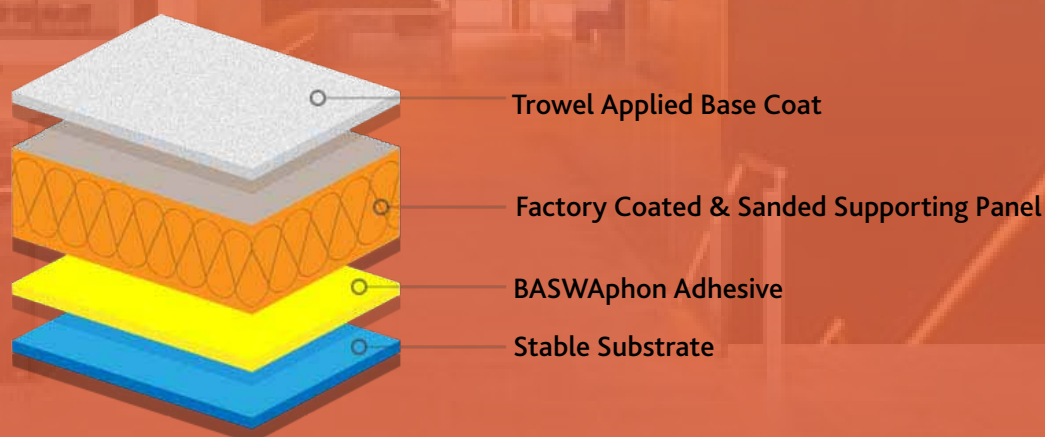 Trowel Applied Base Coat
Factory Coated & Sanded Supporting Panel
BASWAphon Adhesive
Stable Substrate